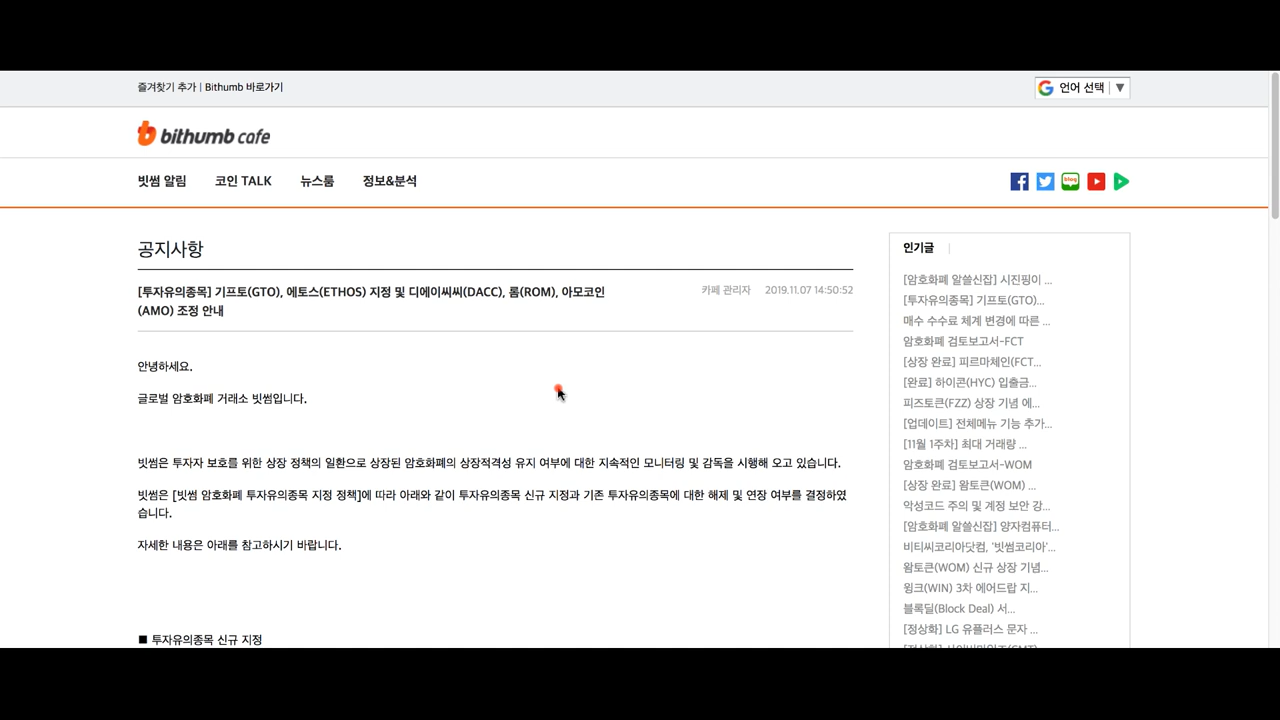 즐겨찾기 추가 | Bithumb 바로가기
언어 선택 ▼
bithumb cafe
빗썸 알림 코인 TALK 뉴스룸 정보&분석
공지사항
[투자유의종목] 기프토(GTO), 에토스(ETHOS) 지정 및 디에이씨씨(DACC), 롬(ROM), 아모코인
(AMO) 조정 안내
카페 관리자 2019.11.07 14:50:52
안녕하세요.
글로벌 암호화폐 거래소 빗썸입니다.
빗썸은 투자자 보호를 위한 상장 정책의 일환으로 상장된 암호화폐의 상장적격성 유지 여부에 대한 지속적인 모니터링 및 감독을 시행해 오고 있습니다.
빗썸은 [빗썸 암호화폐 투자유의종목 지정 정책]에 따라 아래와 같이 투자유의종목 신규 지정과 기존 투자유의종목에 대한 해제 및 연장 여부를 결정하였
습니다.
자세한 내용은 아래를 참고하시기 바랍니다.
■ 투자유의종목 신규 지정
인기글
[암호화폐 알쓸신잡] 시진핑이 ...
[투자유의종목] 기프토(GTO)...
매수 수수료 체계 변경에 따른 ...
암호화폐 검토보고서-FCT
[상장 완료] 피르마체인(FCT...
[완료] 하이콘(HYC) 입출금...
피즈토큰(FZZ) 상장 기념 에...
[업데이트] 전체메뉴 기능 추가...
[11월 1주차] 최대 거래량 ...
암호화폐 검토보고서-WOM
[상장 완료] 왐토큰(WOM) ...
악성코드 주의 및 계정 보안 강...
[암호화폐 알쓸신잡] 양자컴퓨터...
비티씨코리아닷컴, '빗썸코리아'...
왐토큰(WOM) 신규 상장 기념...
윙크(WIN) 3차 에어드랍 지...
블록딜(Block Deal) 서...
[정상화] LG 유플러스 문자 ...